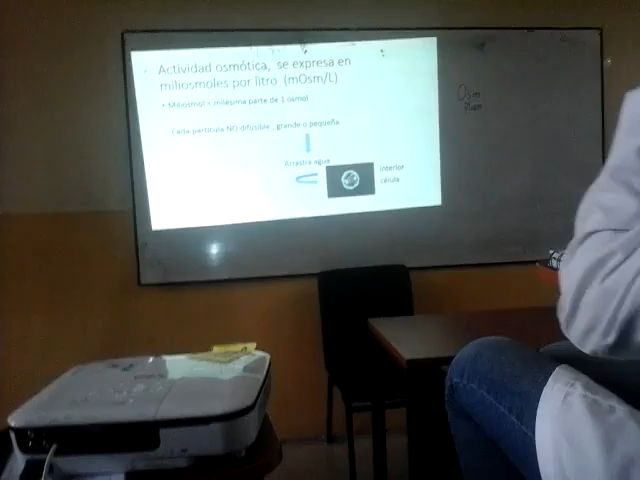 Actividad osmótica, se expresa en
miliosmoles por litro (mOsm/L)
• Miliosmol = milésima parte de 1 osmol
Cada partícula NO difusible , grande o pequeña
Arrastra agua
Interior
célula
Osm